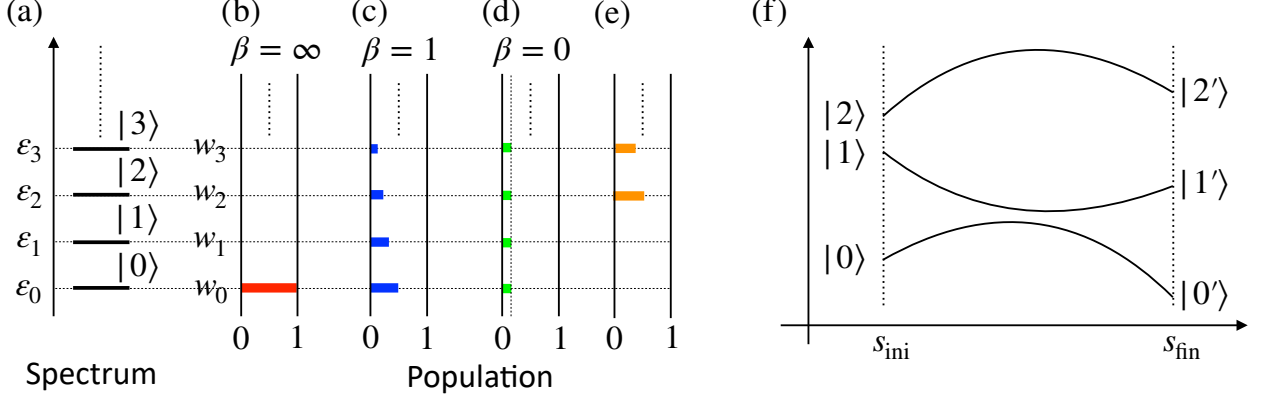 (a) (b) (c) (d) (e) (f)
β = ∞ β = 1 β = 0
|3⟩
ε₃ w₃
|2⟩
ε₂ w₂
|1⟩
ε₁ w₁
|0⟩
ε₀ w₀
0 1 0 1 0 1 0 1
Spectrum Population
|2⟩ |2′⟩
|1⟩ |1′⟩
|0⟩ |0′⟩
s_ini s_fin